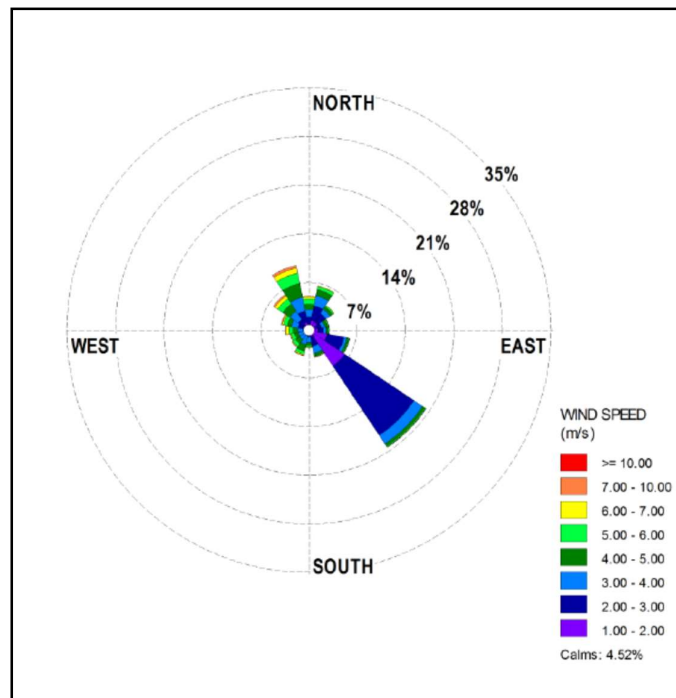 NORTH
35%
28%
21%
14%
7%
WEST
EAST
SOUTH
WIND SPEED
(m/s)
>= 10.00
7.00 - 10.00
6.00 - 7.00
5.00 - 6.00
4.00 - 5.00
3.00 - 4.00
2.00 - 3.00
1.00 - 2.00
Calms: 4.52%